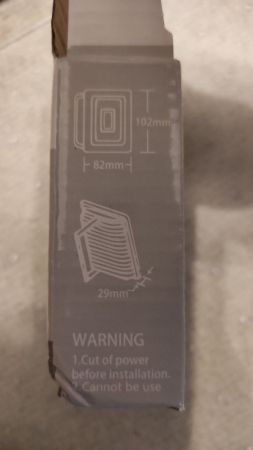 102mm
82mm
29mm
WARNING
1.Cut of power
before installation.
2.Cannot be use